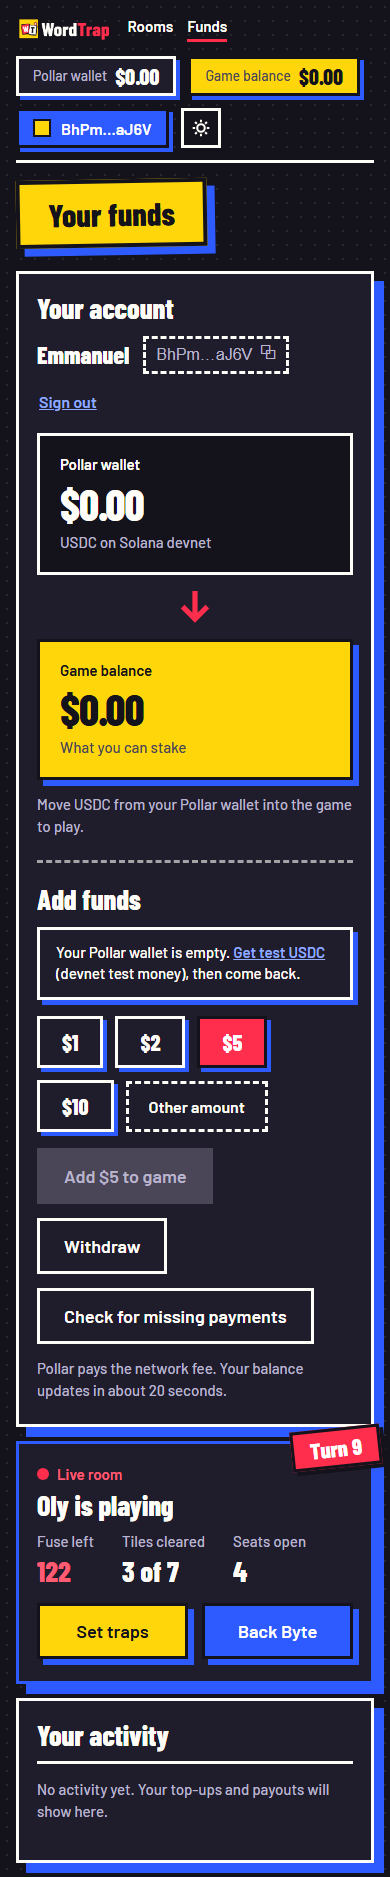 WordTrap Rooms Funds
Pollar wallet $0.00 Game balance $0.00
BhPm...aJ6V
Your funds
Your account
Emmanuel BhPm...aJ6V
Sign out
Pollar wallet
$0.00
USDC on Solana devnet
Game balance
$0.00
What you can stake
Move USDC from your Pollar wallet into the game
to play.
Add funds
Your Pollar wallet is empty. Get test USDC
(devnet test money), then come back.
$1 $2 $5
$10 Other amount
Add $5 to game
Withdraw
Check for missing payments
Pollar pays the network fee. Your balance
updates in about 20 seconds.
Turn 9
Live room
Oly is playing
Fuse left Tiles cleared Seats open
122 3 of 7 4
Set traps Back Byte
Your activity
No activity yet. Your top-ups and payouts will
show here.